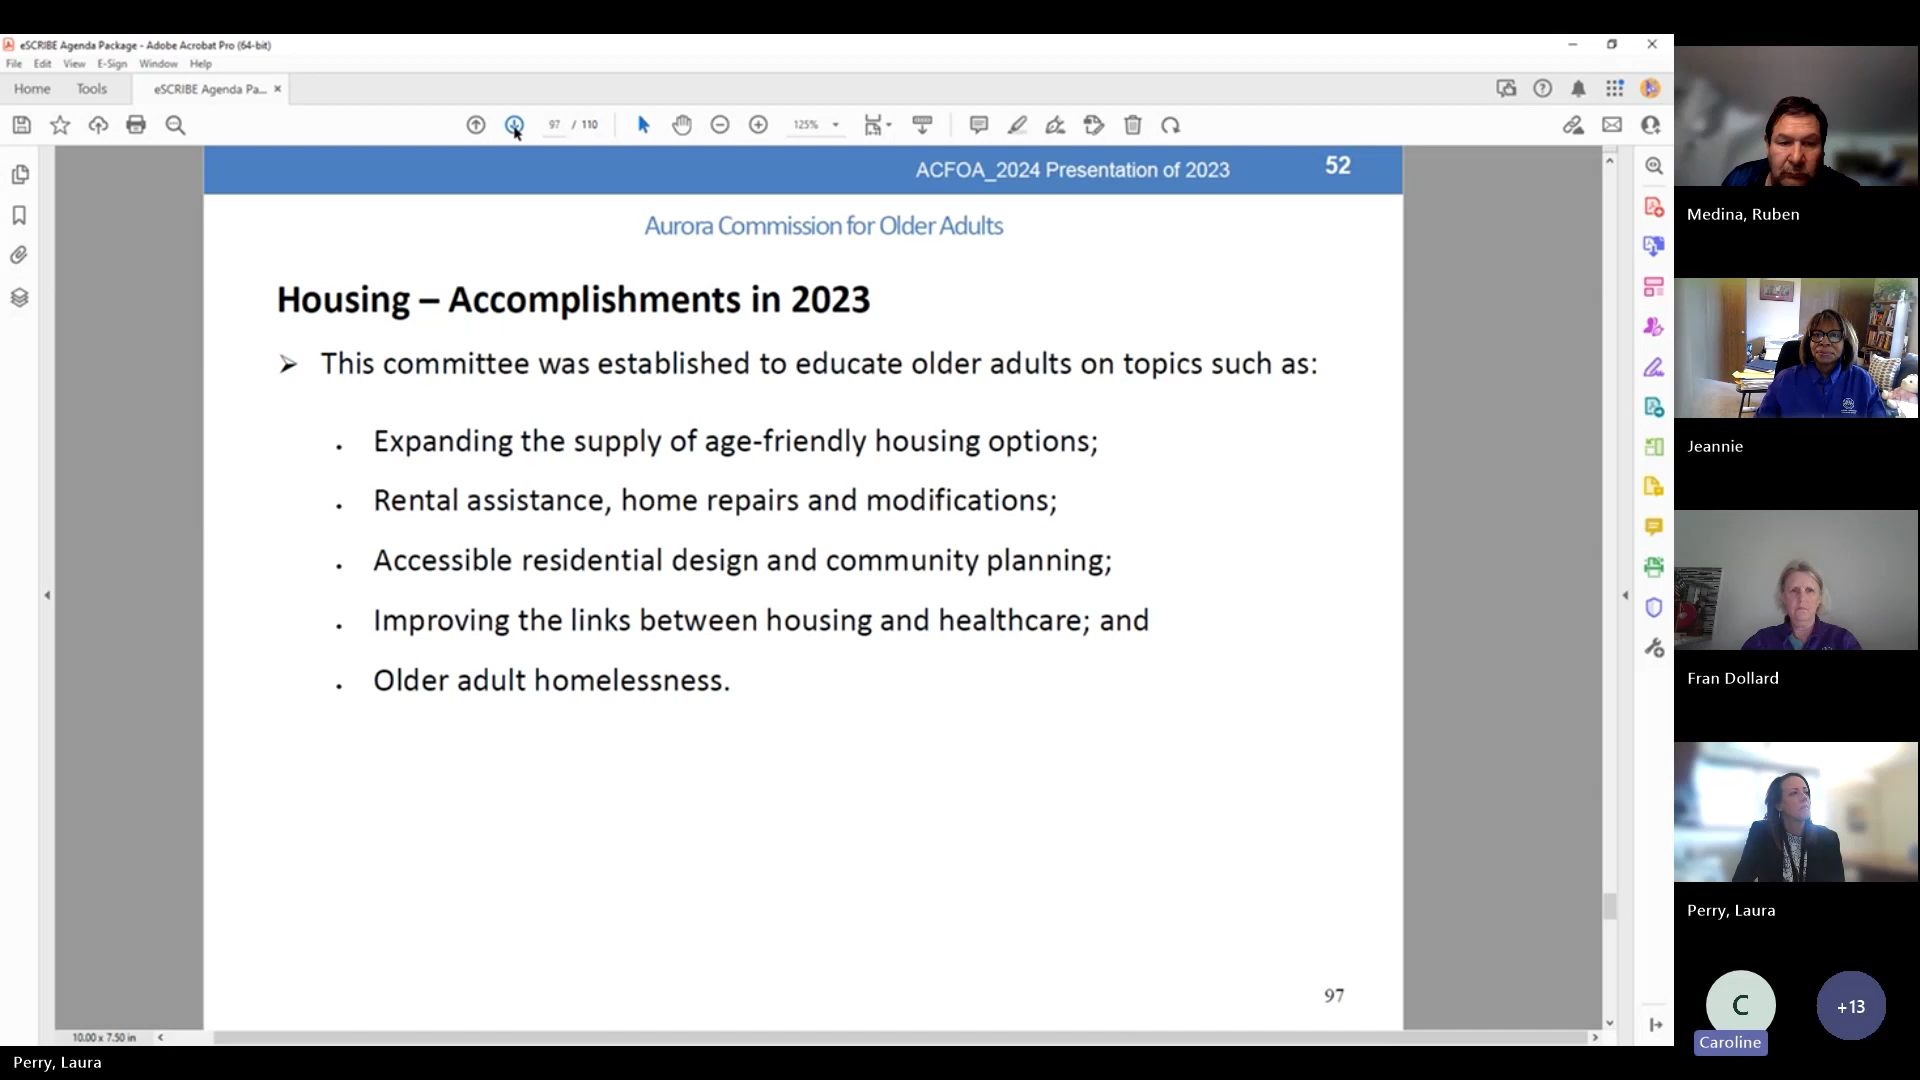 eSCRIBE Agenda Package - Adobe Acrobat Pro (64-bit)
File Edit View E-Sign Window Help
Home Tools eSCRIBE Agenda Pa... ×
97 / 110 125%
ACFOA_2024 Presentation of 2023 52
Aurora Commission for Older Adults
Housing – Accomplishments in 2023
➢ This committee was established to educate older adults on topics such as:
• Expanding the supply of age-friendly housing options;
• Rental assistance, home repairs and modifications;
• Accessible residential design and community planning;
• Improving the links between housing and healthcare; and
• Older adult homelessness.
97
10.00 x 7.50 in
Perry, Laura
Medina, Ruben
Jeannie
Fran Dollard
Perry, Laura
C
+13
Caroline